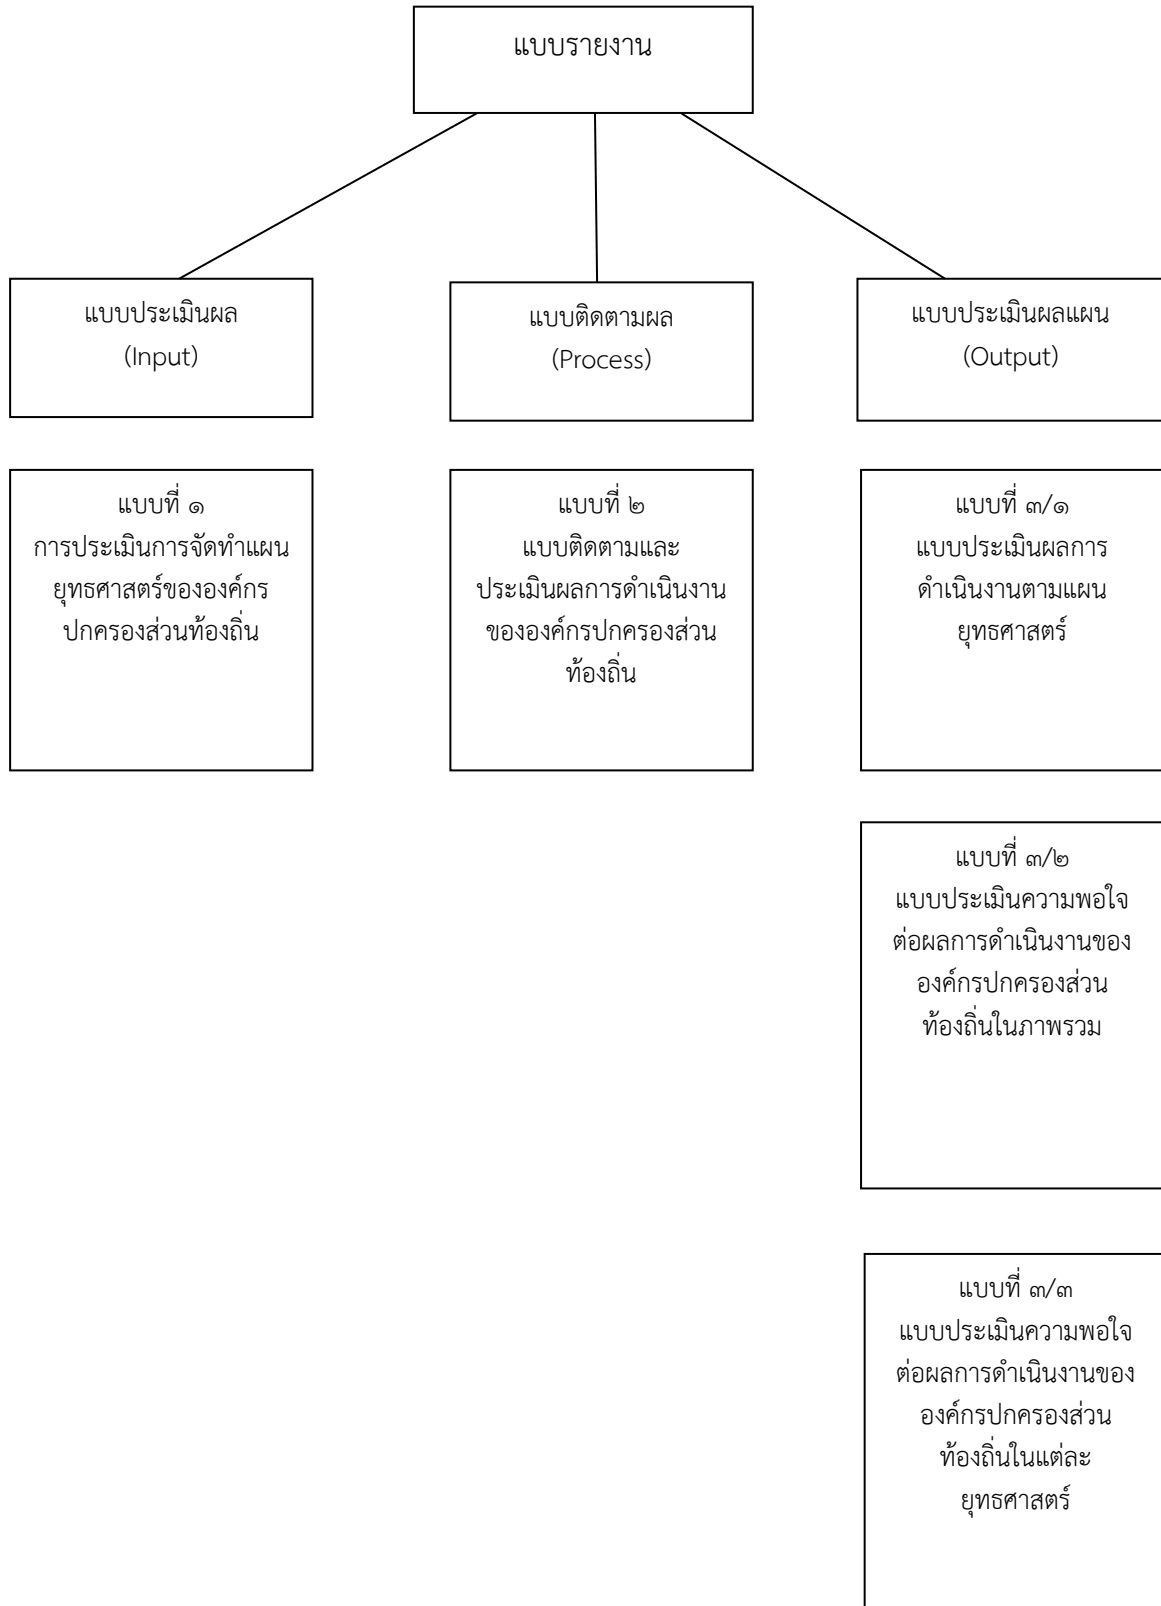 แบบรายงาน
แบบประเมินผล
(Input)
แบบติดตามผล
(Process)
แบบประเมินผลแผน
(Output)
แบบที่ ๑
การประเมินการจัดทำแผน
ยุทธศาสตร์ขององค์กร
ปกครองส่วนท้องถิ่น
แบบที่ ๒
แบบติดตามและ
ประเมินผลการดำเนินงาน
ขององค์กรปกครองส่วน
ท้องถิ่น
แบบที่ ๓/๑
แบบประเมินผลการ
ดำเนินงานตามแผน
ยุทธศาสตร์
แบบที่ ๓/๒
แบบประเมินความพอใจ
ต่อผลการดำเนินงานของ
องค์กรปกครองส่วน
ท้องถิ่นในภาพรวม
แบบที่ ๓/๓
แบบประเมินความพอใจ
ต่อผลการดำเนินงานของ
องค์กรปกครองส่วน
ท้องถิ่นในแต่ละ
ยุทธศาสตร์